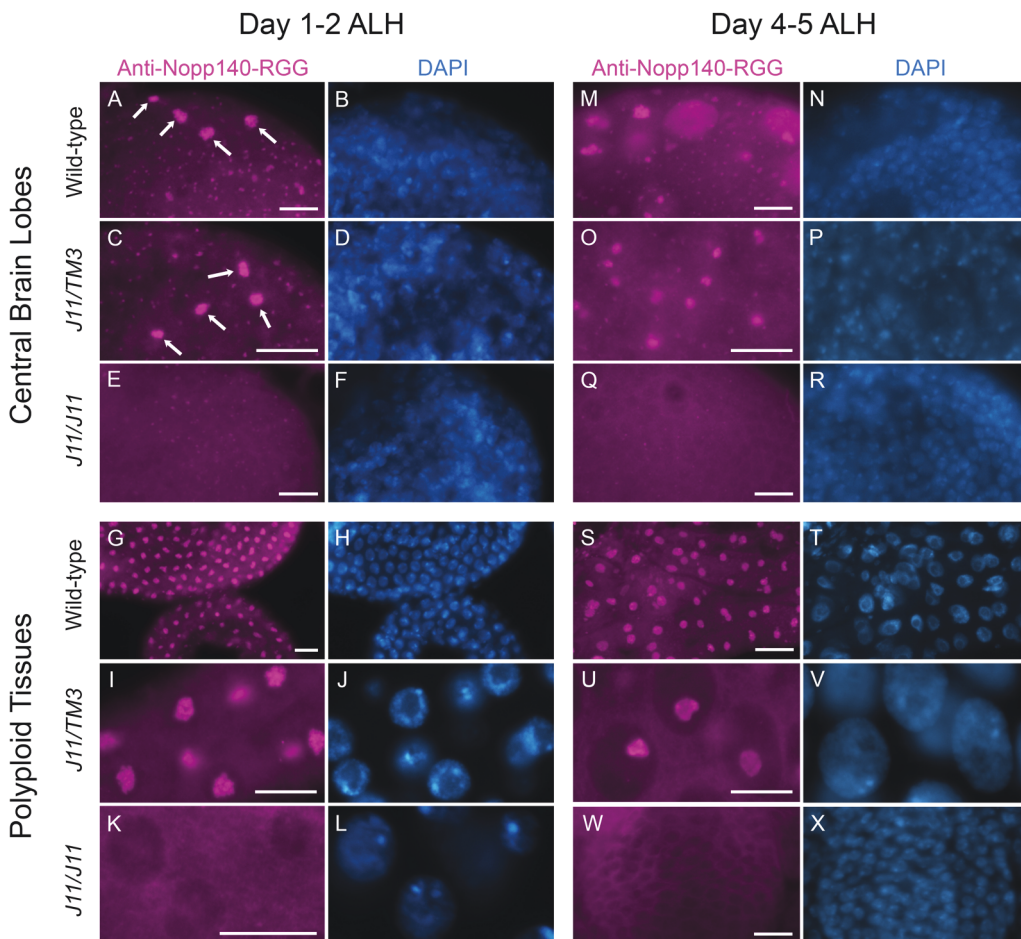 Day 1-2 ALH
Day 4-5 ALH
Anti-Nopp140-RGG
DAPI
Anti-Nopp140-RGG
DAPI
Central Brain Lobes
Wild-type
A
B
M
N
J11/TM3
C
D
O
P
J11/J11
E
F
Q
R
Polyploid Tissues
Wild-type
G
H
S
T
J11/TM3
I
J
U
V
J11/J11
K
L
W
X